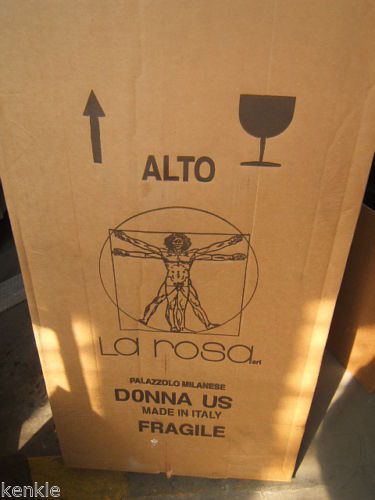 ALTO
La rosa srl
PALAZZOLO MILANESE
DONNA US
MADE IN ITALY
FRAGILE
kenkle